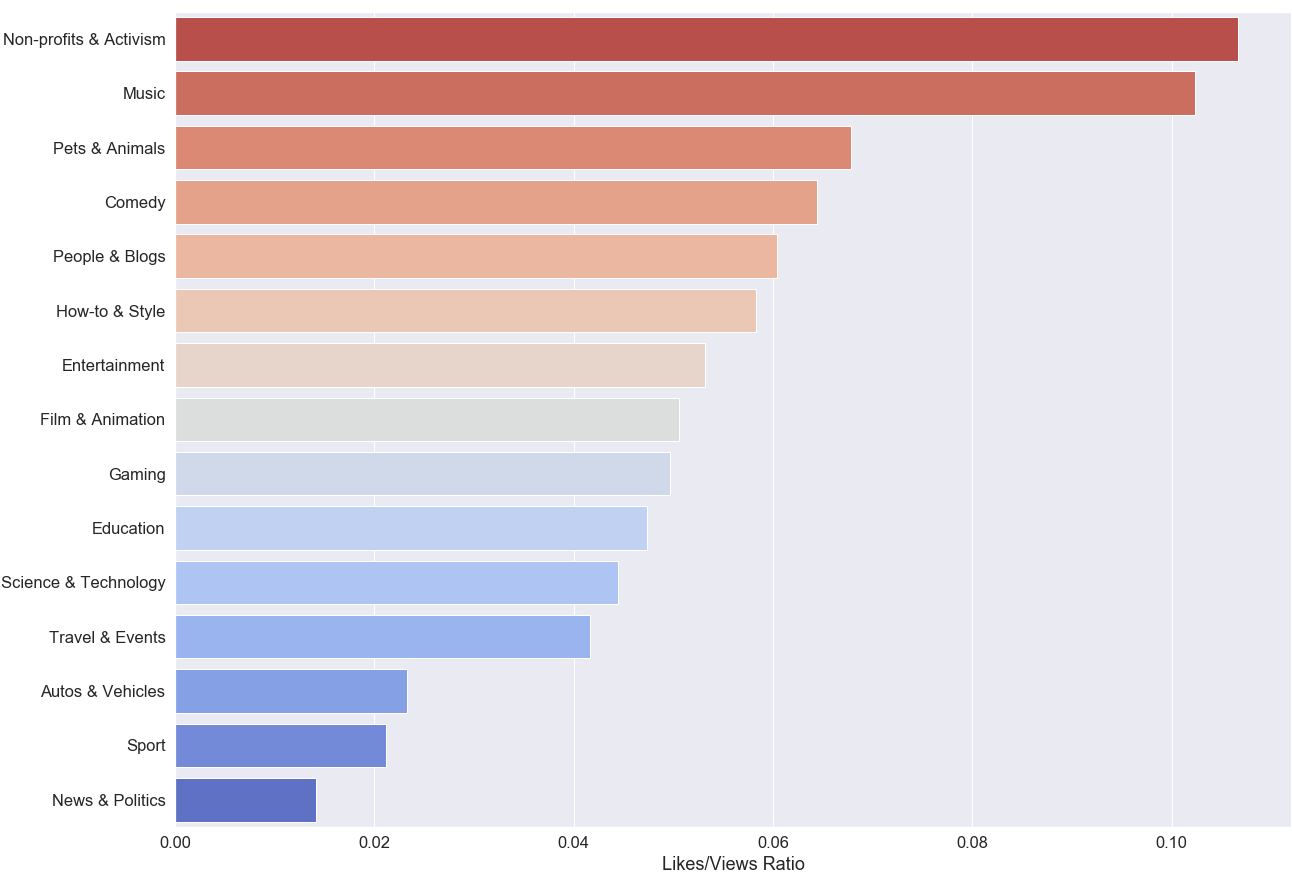 Non-profits & Activism
Music
Pets & Animals
Comedy
People & Blogs
How-to & Style
Entertainment
Film & Animation
Gaming
Education
Science & Technology
Travel & Events
Autos & Vehicles
Sport
News & Politics
0.00 0.02 0.04 0.06 0.08 0.10
Likes/Views Ratio